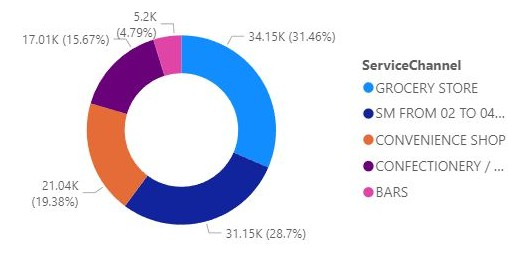 5.2K
(4.79%)
17.01K (15.67%)
34.15K (31.46%)
21.04K
(19.38%)
31.15K (28.7%)
ServiceChannel
GROCERY STORE
SM FROM 02 TO 04...
CONVENIENCE SHOP
CONFECTIONERY / ...
BARS